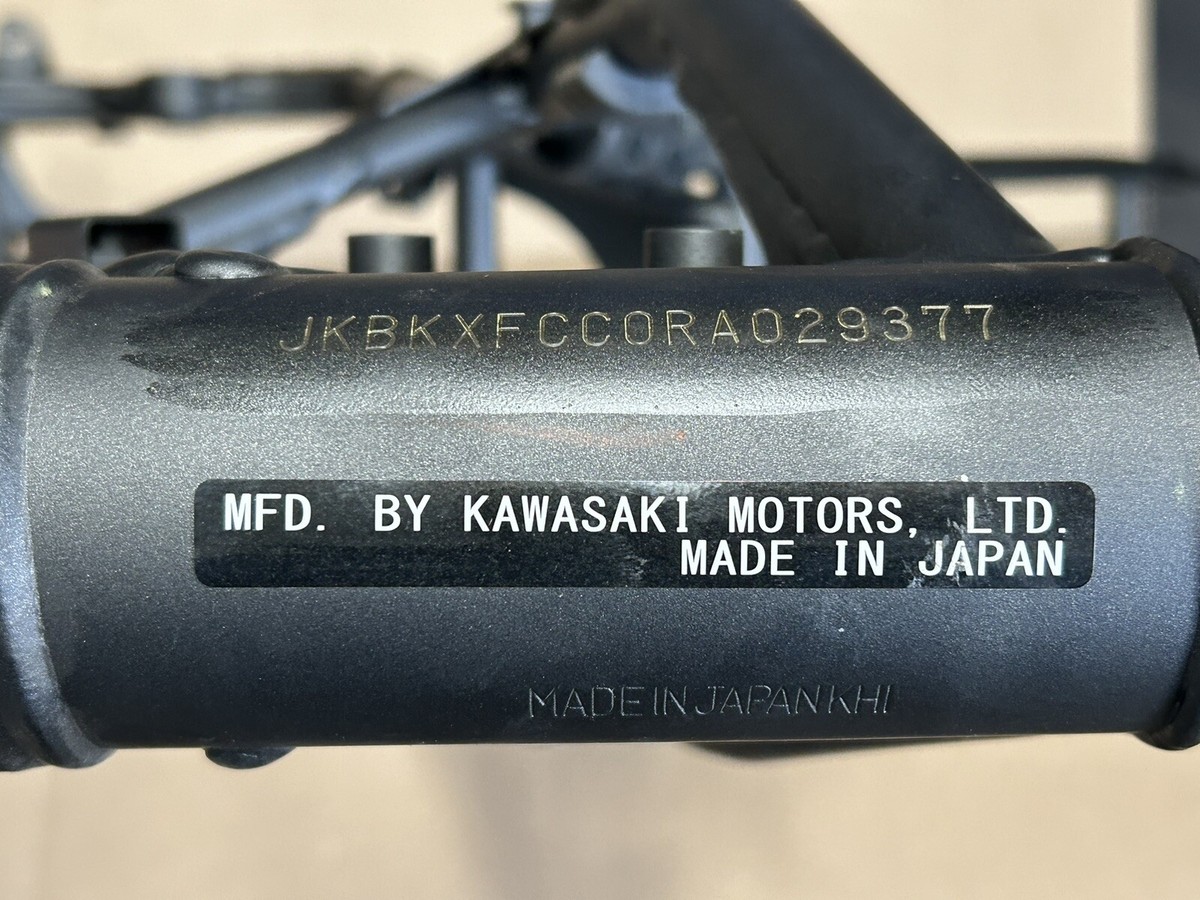 JKBKXFCC0RA029377
MFD. BY KAWASAKI MOTORS, LTD.
MADE IN JAPAN
MADE IN JAPAN KHI